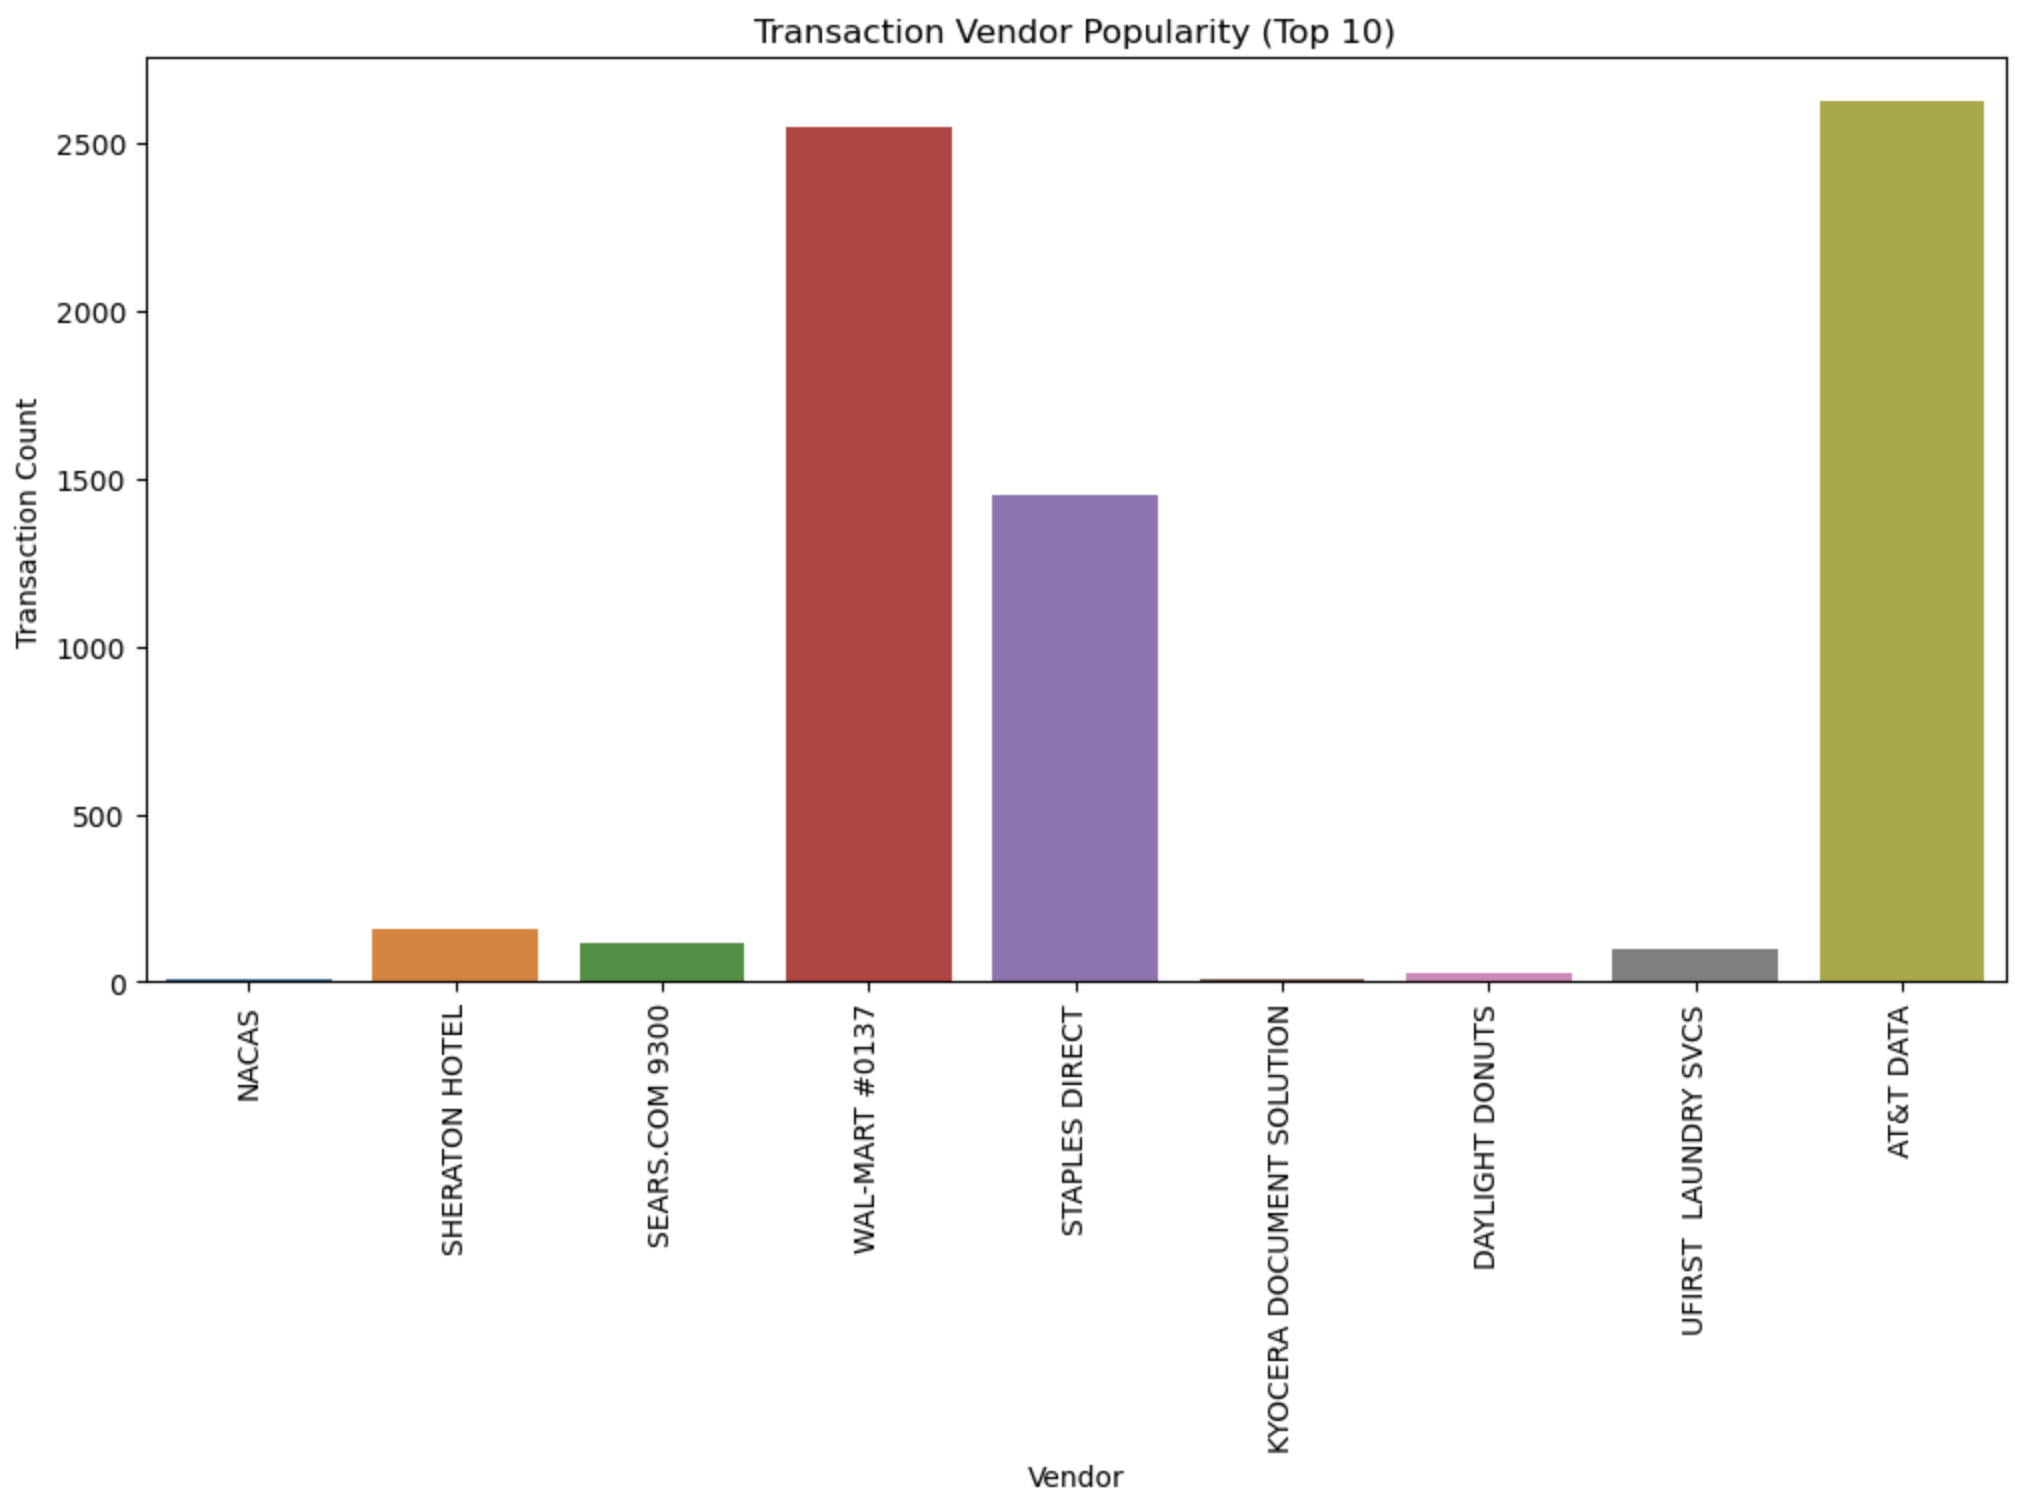 Transaction Vendor Popularity (Top 10)
Transaction Count
2500
2000
1500
1000
500
0
NACAS
SHERATON HOTEL
SEARS.COM 9300
WAL-MART #0137
STAPLES DIRECT
KYOCERA DOCUMENT SOLUTION
DAYLIGHT DONUTS
UFIRST  LAUNDRY SVCS
AT&T DATA
Vendor